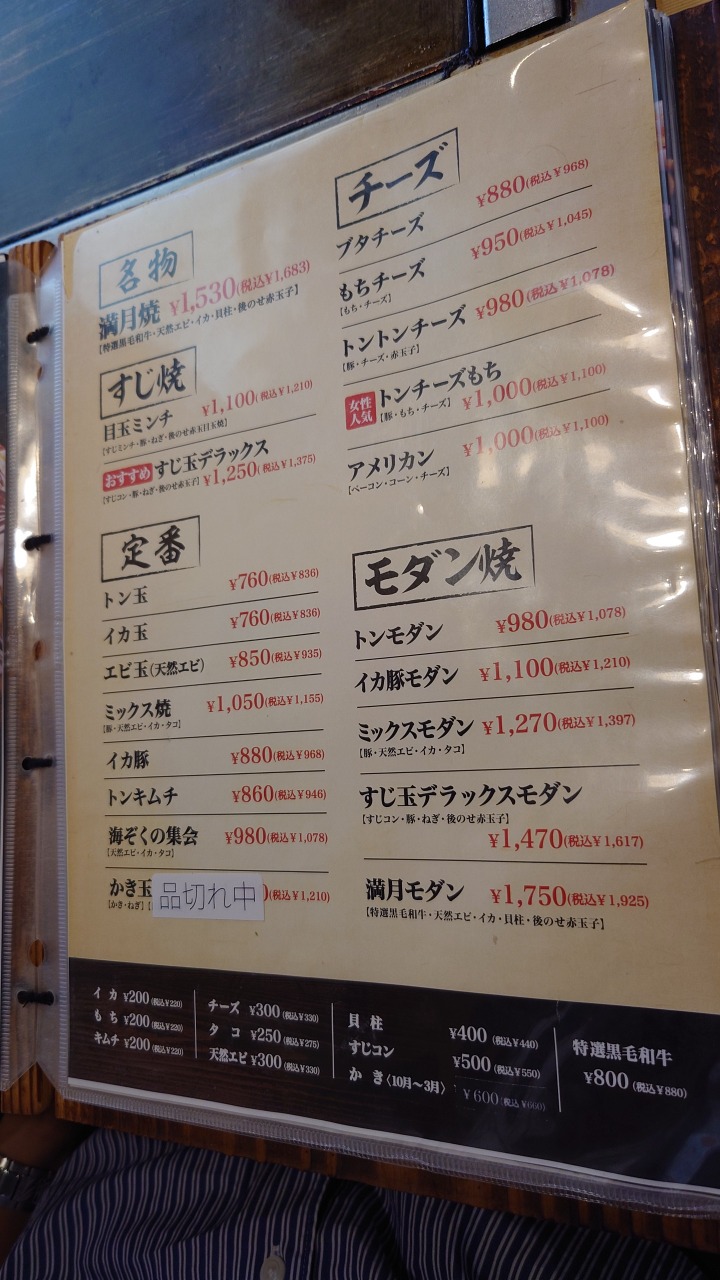 名物
満月焼 ¥1,530(税込¥1,683)
【特選黒毛和牛・天然エビ・イカ・貝柱・後のせ赤玉子】
すじ焼
目玉ミンチ ¥1,100(税込¥1,210)
【すじミンチ・豚・ねぎ・後のせ赤玉目玉焼】
おすすめ すじ玉デラックス
【すじコン・豚・ねぎ・後のせ赤玉子】 ¥1,250(税込¥1,375)
定番
トン玉 ¥760(税込¥836)
イカ玉 ¥760(税込¥836)
エビ玉(天然エビ) ¥850(税込¥935)
ミックス焼 ¥1,050(税込¥1,155)
【豚・天然エビ・イカ・タコ】
イカ豚 ¥880(税込¥968)
トンキムチ ¥860(税込¥946)
海ぞくの集会 ¥980(税込¥1,078)
【天然エビ・イカ・タコ】
かき玉 品切れ中 (税込¥1,210)
【かき・ねぎ】
チーズ
ブタチーズ ¥880(税込¥968)
もちチーズ ¥950(税込¥1,045)
【もち・チーズ】
トントンチーズ ¥980(税込¥1,078)
【豚・チーズ・赤玉子】
女性人気 トンチーズもち
【豚・もち・チーズ】 ¥1,000(税込¥1,100)
アメリカン ¥1,000(税込¥1,100)
【ベーコン・コーン・チーズ】
モダン焼
トンモダン ¥980(税込¥1,078)
イカ豚モダン ¥1,100(税込¥1,210)
ミックスモダン ¥1,270(税込¥1,397)
【豚・天然エビ・イカ・タコ】
すじ玉デラックスモダン
【すじコン・豚・ねぎ・後のせ赤玉子】
¥1,470(税込¥1,617)
満月モダン ¥1,750(税込¥1,925)
【特選黒毛和牛・天然エビ・イカ・貝柱・後のせ赤玉子】
イカ ¥200(税込¥220)
もち ¥200(税込¥220)
キムチ ¥200(税込¥220)
チーズ ¥300(税込¥330)
タコ ¥250(税込¥275)
天然エビ ¥300(税込¥330)
貝柱 ¥400(税込¥440)
すじコン ¥500(税込¥550)
かき〈10月〜3月〉 ¥600(税込¥660)
特選黒毛和牛
¥800(税込¥880)